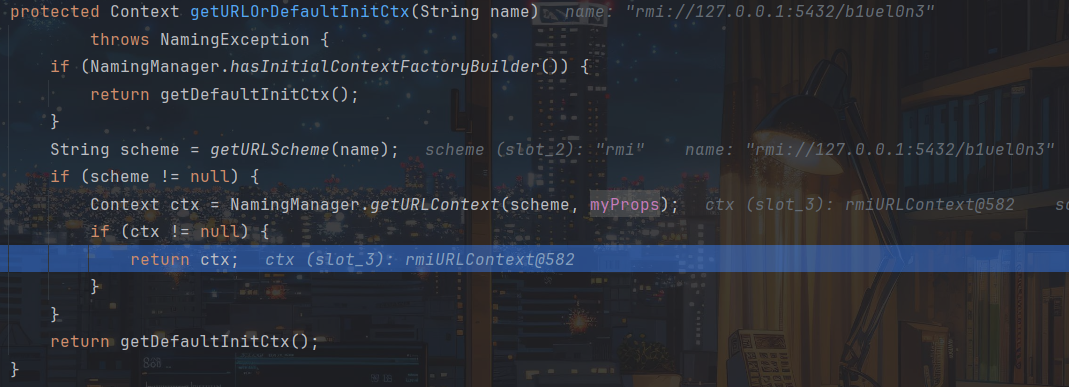 protected Context getURLOrDefaultInitCtx(String name)   name: "rmi://127.0.0.1:5432/b1uel0n3"
        throws NamingException {
    if (NamingManager.hasInitialContextFactoryBuilder()) {
        return getDefaultInitCtx();
    }
    String scheme = getURLScheme(name);   scheme (slot_2): "rmi"    name: "rmi://127.0.0.1:5432/b1uel0n3"
    if (scheme != null) {
        Context ctx = NamingManager.getURLContext(scheme, myProps);   ctx (slot_3): rmiURLContext@582    sc
        if (ctx != null) {
            return ctx;   ctx (slot_3): rmiURLContext@582
        }
    }
    return getDefaultInitCtx();
}